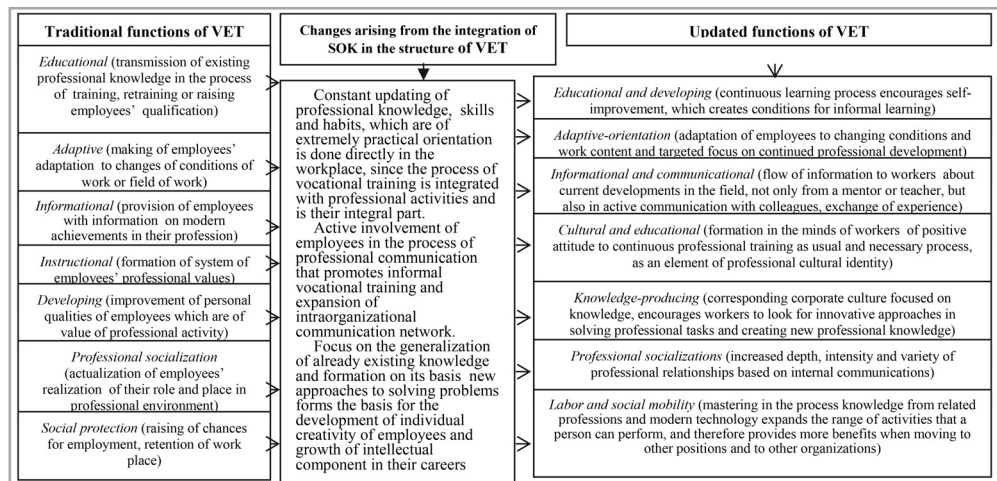 Traditional functions of VET
Educational (transmission of existing
professional knowledge in the process
of training, retraining or raising
employees’ qualification)
Adaptive (making of employees’
adaptation to changes of conditions of
work or field of work)
Informational (provision of employees
with information on modern
achievements in their profession)
Instructional (formation of system of
employees’ professional values)
Developing (improvement of personal
qualities of employees which are of
value of professional activity)
Professional socialization
(actualization of employees’
realization of their role and place in
professional environment)
Social protection (raising of chances
for employment, retention of work
place)
Changes arising from the integration of
SOK in the structure of VET
Constant updating of
professional knowledge, skills
and habits, which are of
extremely practical orientation
is done directly in the
workplace, since the process of
vocational training is integrated
with professional activities and
is their integral part.
Active involvement of
employees in the process of
professional communication
that promotes informal
vocational training and
expansion of
intraorganizational
communication network.
Focus on the generalization
of already existing knowledge
and formation on its basis new
approaches to solving problems
forms the basis for the
development of individual
creativity of employees and
growth of intellectual
component in their careers
Updated functions of VET
Educational and developing (continuous learning process encourages self-
improvement, which creates conditions for informal learning)
Adaptive-orientation (adaptation of employees to changing conditions and
work content and targeted focus on continued professional development)
Informational and communicational (flow of information to workers about
current developments in the field, not only from a mentor or teacher, but
also in active communication with colleagues, exchange of experience)
Cultural and educational (formation in the minds of workers of positive
attitude to continuous professional training as usual and necessary process,
as an element of professional cultural identity)
Knowledge-producing (corresponding corporate culture focused on
knowledge, encourages workers to look for innovative approaches in
solving professional tasks and creating new professional knowledge)
Professional socializations (increased depth, intensity and variety of
professional relationships based on internal communications)
Labor and social mobility (mastering in the process knowledge from related
professions and modern technology expands the range of activities that a
person can perform, and therefore provides more benefits when moving to
other positions and to other organizations)